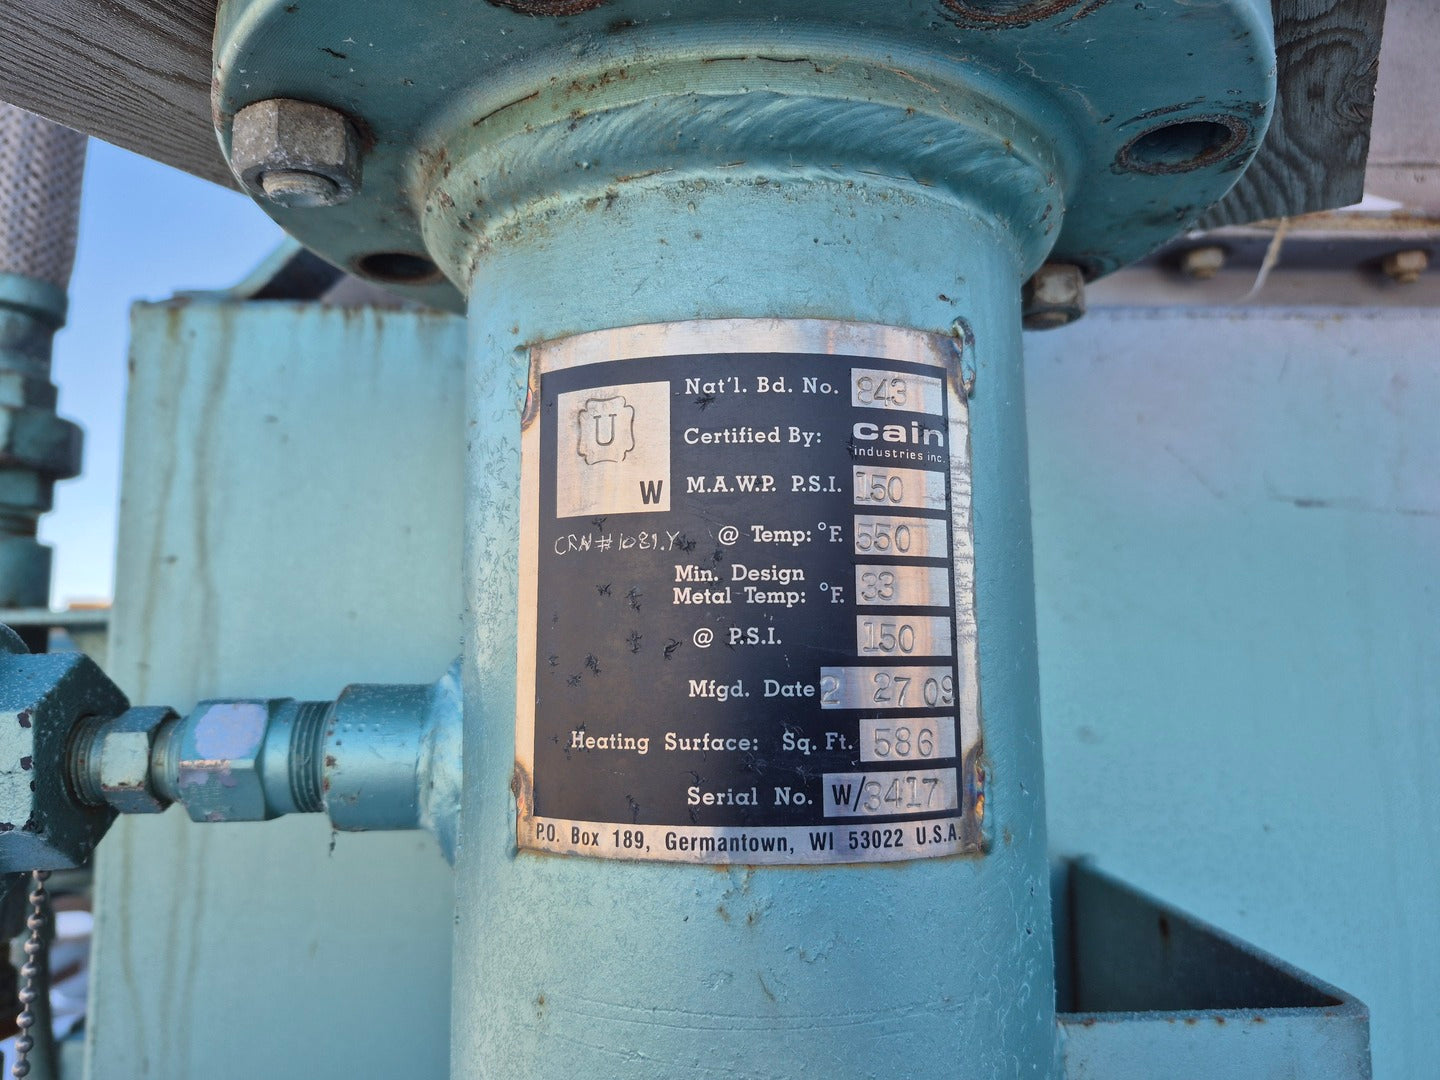 Nat'l. Bd. No. 843
U
W
Certified By: cain
industries inc.
M.A.W.P. P.S.I. 150
CRN#1081.Y
@ Temp: °F. 550
Min. Design
Metal Temp: °F. 33
@ P.S.I. 150
Mfgd. Date 2 27 09
Heating Surface: Sq. Ft. 586
Serial No. W/3417
P.O. Box 189, Germantown, WI 53022 U.S.A.